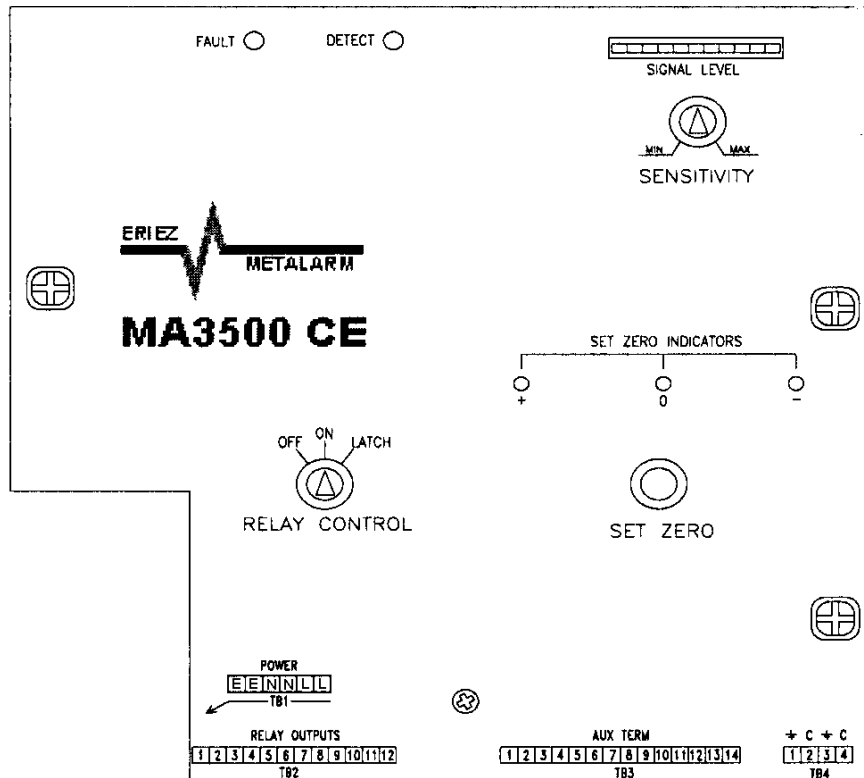 FAULT DETECT
SIGNAL LEVEL
MIN MAX
SENSITIVITY
ERIEZ
METALARM
MA3500 CE
SET ZERO INDICATORS
+ 0 -
OFF ON LATCH
RELAY CONTROL
SET ZERO
POWER
E E N N L L
TB1
RELAY OUTPUTS AUX TERM ⏚ C ⏚ C
1 2 3 4 5 6 7 8 9 10 11 12 1 2 3 4 5 6 7 8 9 10 11 12 13 14 1 2 3 4
TB2 TB3 TB4